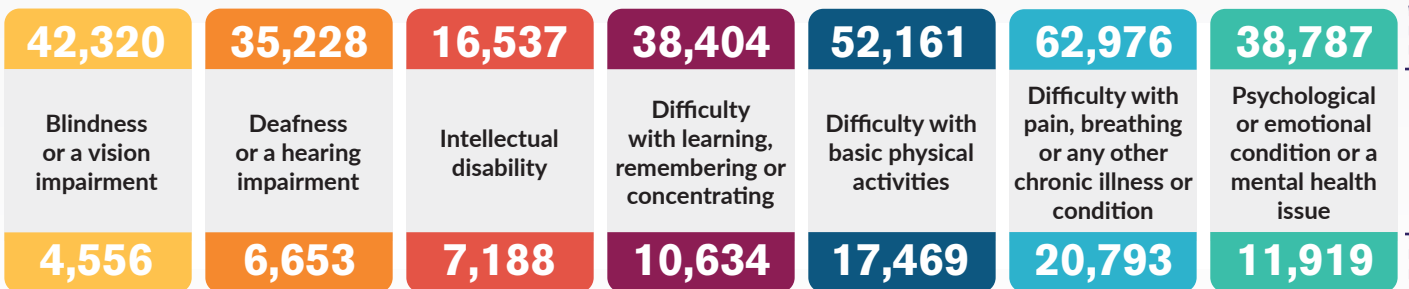 42,320
Blindness
or a vision
impairment
4,556
35,228
Deafness
or a hearing
impairment
6,653
16,537
Intellectual
disability
7,188
38,404
Difficulty
with learning,
remembering or
concentrating
10,634
52,161
Difficulty with
basic physical
activities
17,469
62,976
Difficulty with
pain, breathing
or any other
chronic illness or
condition
20,793
38,787
Psychological
or emotional
condition or a
mental health
issue
11,919